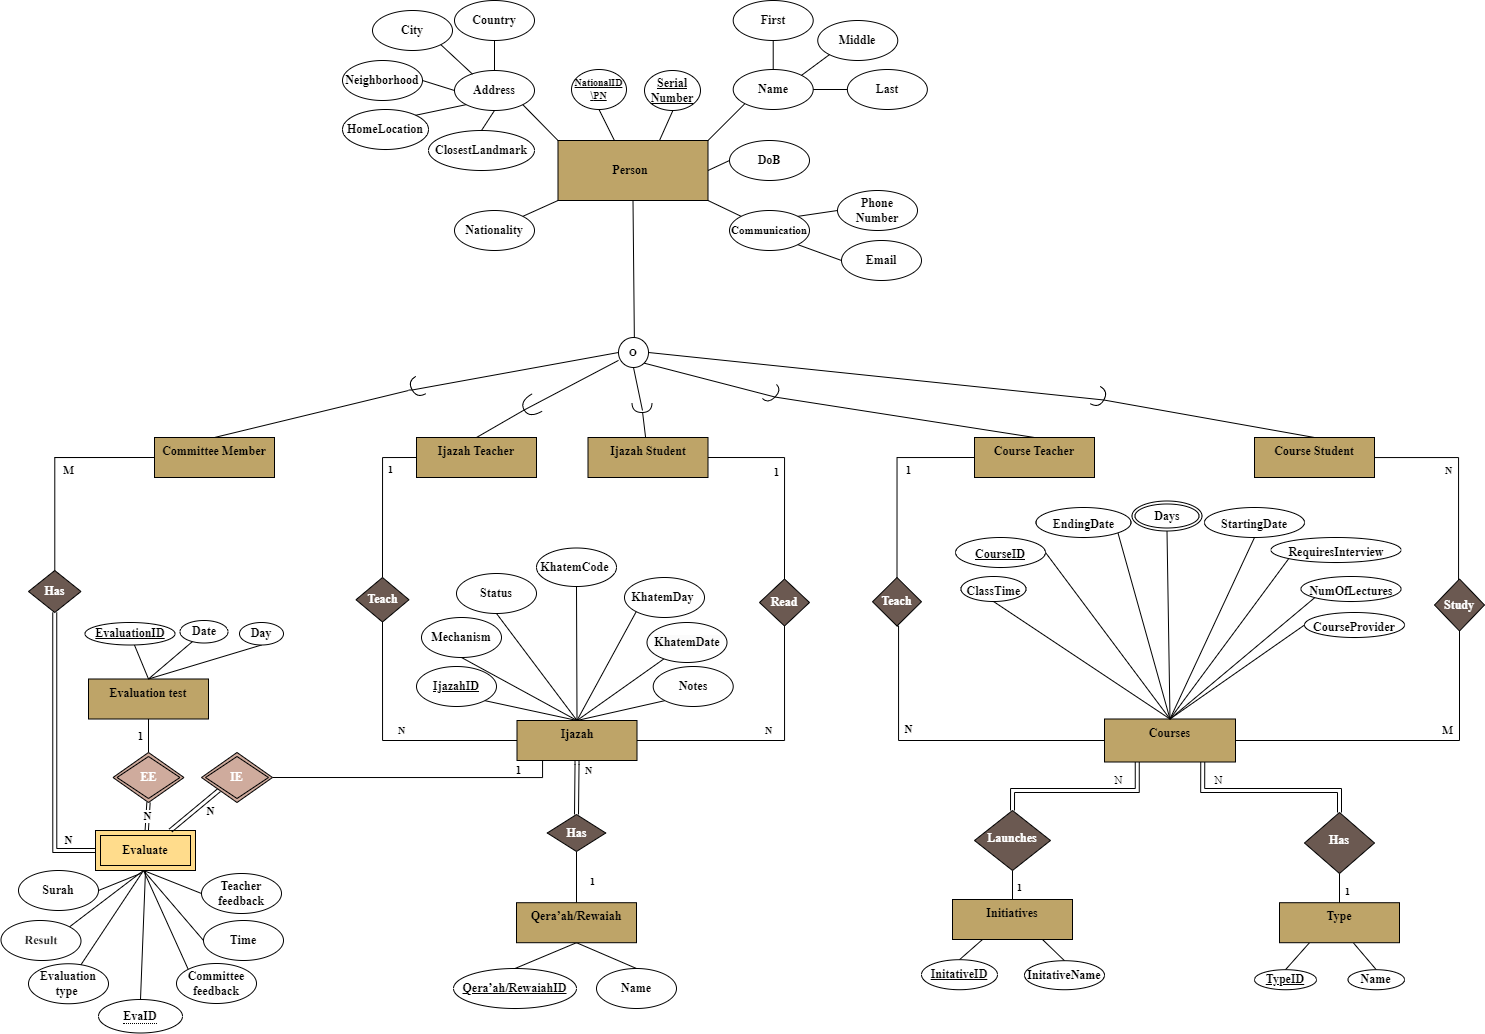 Country
City
Neighborhood
Address
HomeLocation
ClosestLandmark
NationalID
\PN
Serial
Number
First
Middle
Name
Last
Person
DoB
Nationality
Communication
Phone
Number
Email
O
Committee Member
Ijazah Teacher
Ijazah Student
Course Teacher
Course Student
M
1
1
1
N
Has
Teach
Read
Teach
Study
EvaluationID
Date
Day
Evaluation test
1
EE
IE
N
N
1
N
Evaluate
Surah
Result
Evaluation
type
EvaID
Committee
feedback
Time
Teacher
feedback
KhatemCode
Status
KhatemDay
Mechanism
KhatemDate
IjazahID
Notes
N
Ijazah
N
N
Has
1
Qera’ah/Rewaiah
Qera’ah/RewaiahID
Name
Days
EndingDate
StartingDate
CourseID
RequiresInterview
ClassTime
NumOfLectures
CourseProvider
N
Courses
M
N
N
Launches
Has
1
1
Initiatives
Type
InitativeID
InitativeName
TypeID
Name